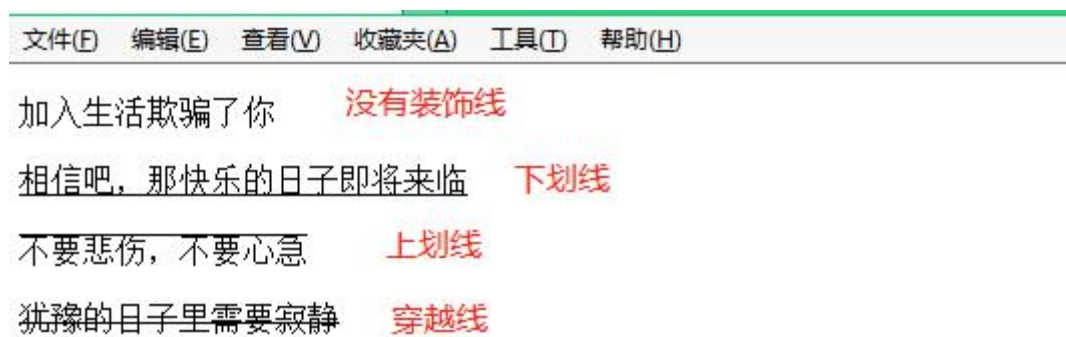 文件(F) 编辑(E) 查看(V) 收藏夹(A) 工具(T) 帮助(H)
加入生活欺骗了你 没有装饰线
相信吧，那快乐的日子即将来临 下划线
不要悲伤，不要心急 上划线
犹豫的日子里需要寂静 穿越线